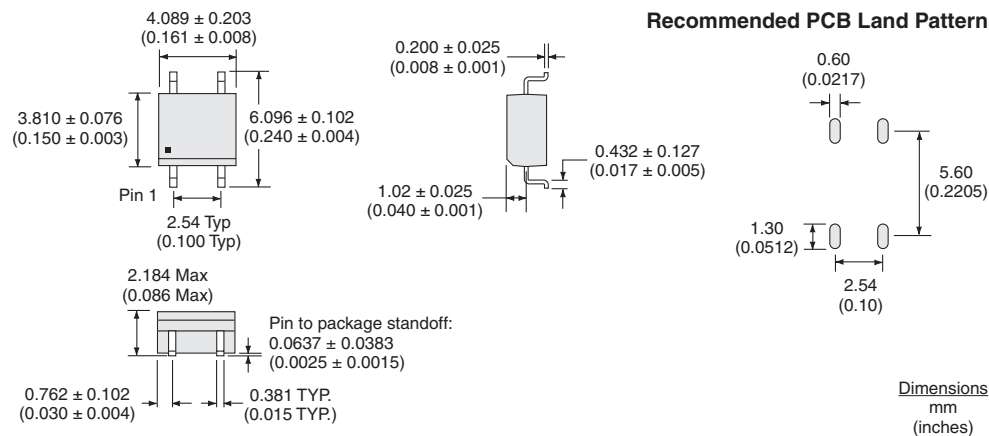 Recommended PCB Land Pattern
4.089 ± 0.203
(0.161 ± 0.008)
3.810 ± 0.076
(0.150 ± 0.003)
6.096 ± 0.102
(0.240 ± 0.004)
Pin 1
2.54 Typ
(0.100 Typ)
0.200 ± 0.025
(0.008 ± 0.001)
0.432 ± 0.127
(0.017 ± 0.005)
1.02 ± 0.025
(0.040 ± 0.001)
0.60
(0.0217)
5.60
(0.2205)
1.30
(0.0512)
2.54
(0.10)
2.184 Max
(0.086 Max)
Pin to package standoff:
0.0637 ± 0.0383
(0.0025 ± 0.0015)
0.762 ± 0.102
(0.030 ± 0.004)
0.381 TYP.
(0.015 TYP.)
Dimensions
mm
(inches)